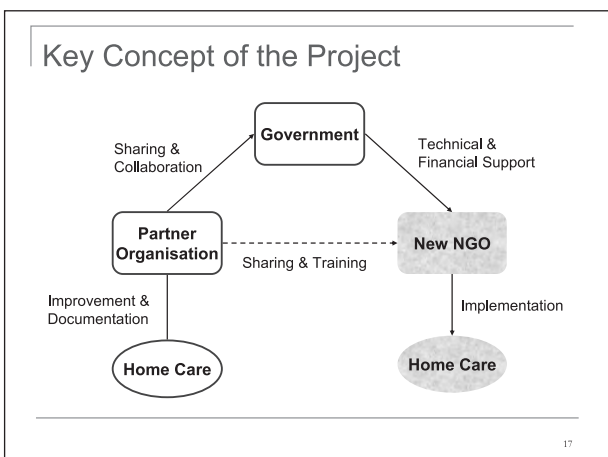 Key Concept of the Project
Government
Sharing &
Collaboration
Technical &
Financial Support
Partner
Organisation
New NGO
Sharing & Training
Improvement &
Documentation
Implementation
Home Care
Home Care
17